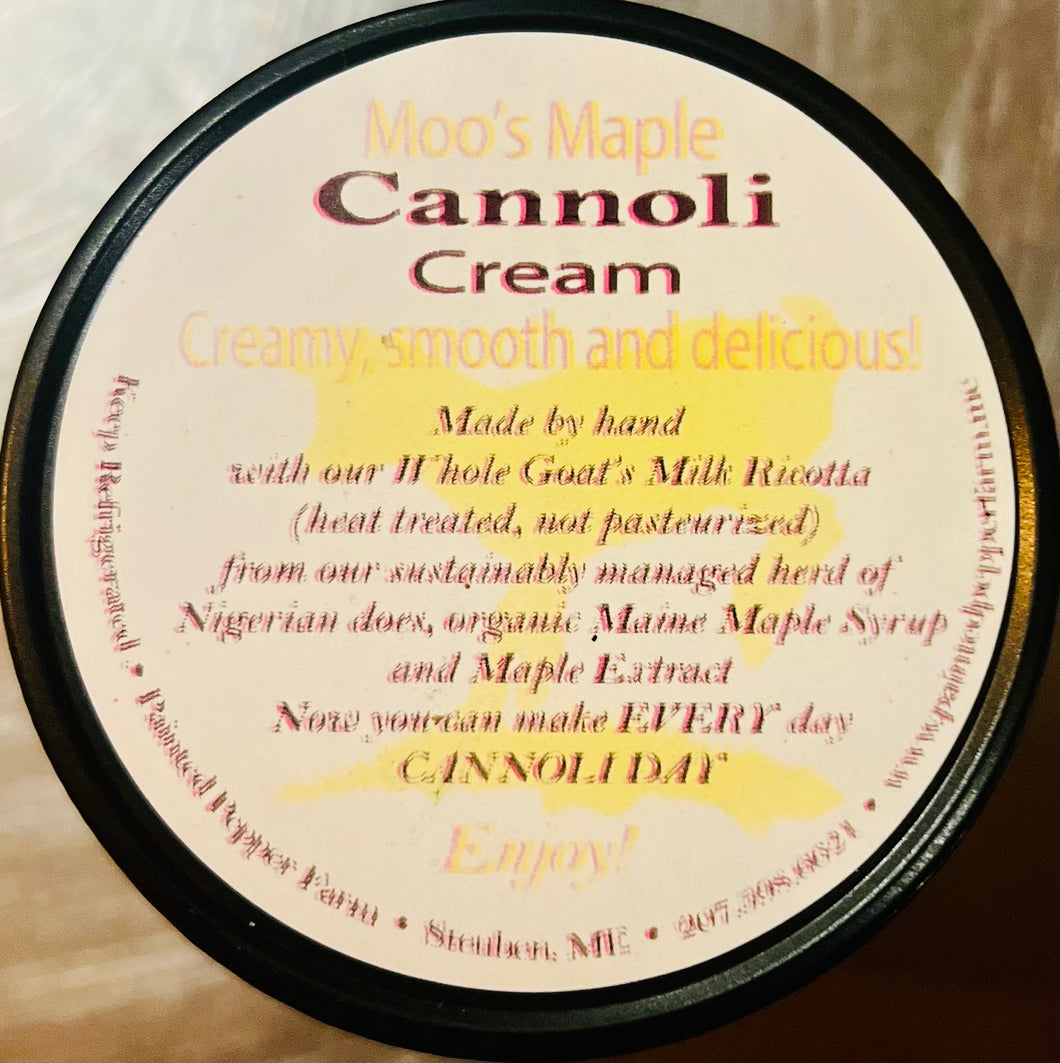 Moo's Maple
Cannoli
Cream
Creamy, smooth and delicious!
Made by hand
with our Whole Goat's Milk Ricotta
(heat treated, not pasteurized)
from our sustainably managed herd of
Nigerian does, organic Maine Maple Syrup
and Maple Extract
Now you can make EVERY day
CANNOLI DAY
Enjoy!
Keep Refrigerated • Painted Pepper Farm • Steuben, ME • 207.598.6621 • www.paintedpepperfarm.com